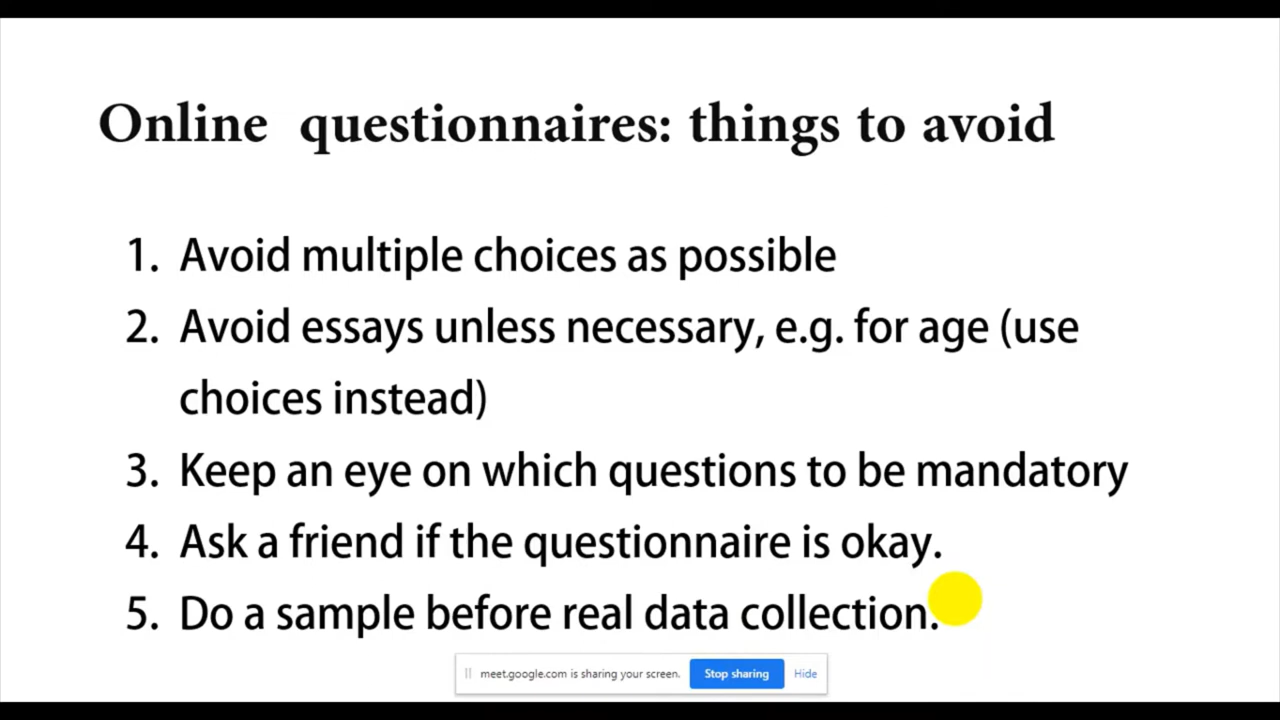 Online questionnaires: things to avoid
1. Avoid multiple choices as possible
2. Avoid essays unless necessary, e.g. for age (use
choices instead)
3. Keep an eye on which questions to be mandatory
4. Ask a friend if the questionnaire is okay.
5. Do a sample before real data collection.
meet.google.com is sharing your screen. Stop sharing Hide